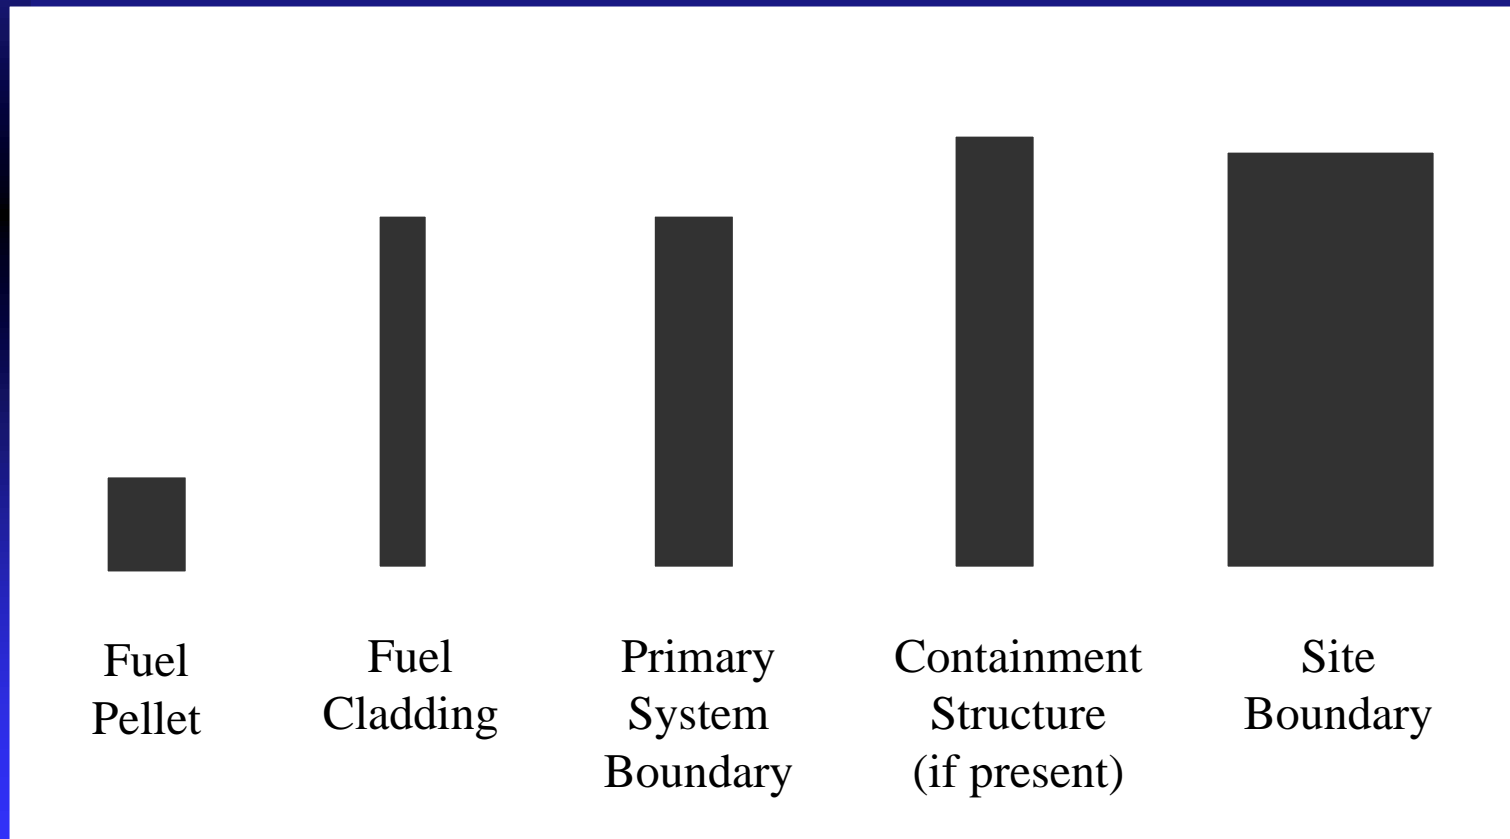 Fuel
Pellet
Fuel
Cladding
Primary
System
Boundary
Containment
Structure
(if present)
Site
Boundary